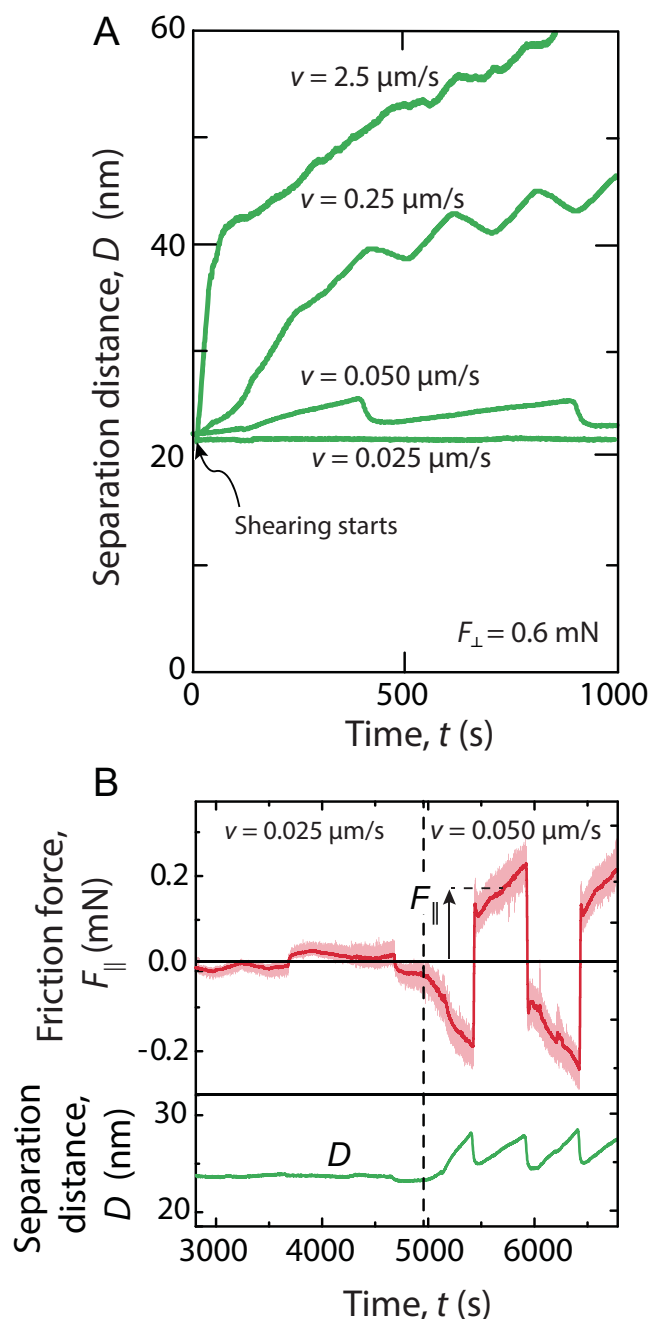 A
60
v = 2.5 μm/s
v = 0.25 μm/s
40
Separation distance, D (nm)
v = 0.050 μm/s
20
v = 0.025 μm/s
Shearing starts
F⊥ = 0.6 mN
0
0
500
1000
Time, t (s)
B
v = 0.025 μm/s
v = 0.050 μm/s
Friction force,
F∥ (mN)
0.2
F∥
0.0
-0.2
Separation
distance,
D (nm)
30
D
20
3000
4000
5000
6000
Time, t (s)